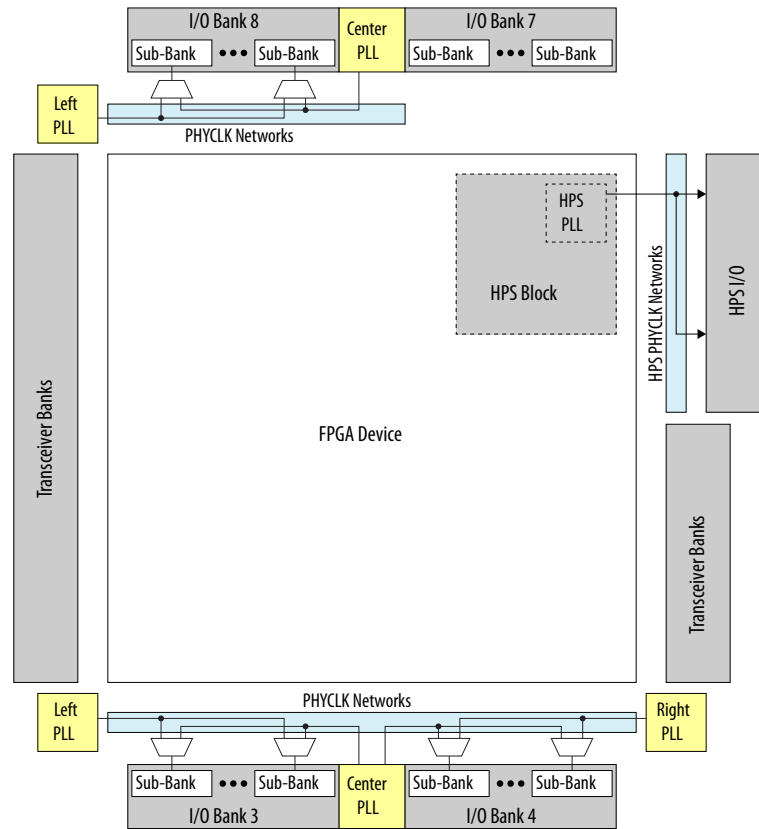 I/O Bank 8
Center
PLL
I/O Bank 7
Sub-Bank
Sub-Bank
Sub-Bank
Sub-Bank
Left
PLL
PHYCLK Networks
Transceiver Banks
HPS
PLL
HPS Block
HPS PHYCLK Networks
HPS I/O
FPGA Device
Transceiver Banks
Left
PLL
PHYCLK Networks
Right
PLL
Sub-Bank
Sub-Bank
Center
PLL
Sub-Bank
Sub-Bank
I/O Bank 3
I/O Bank 4